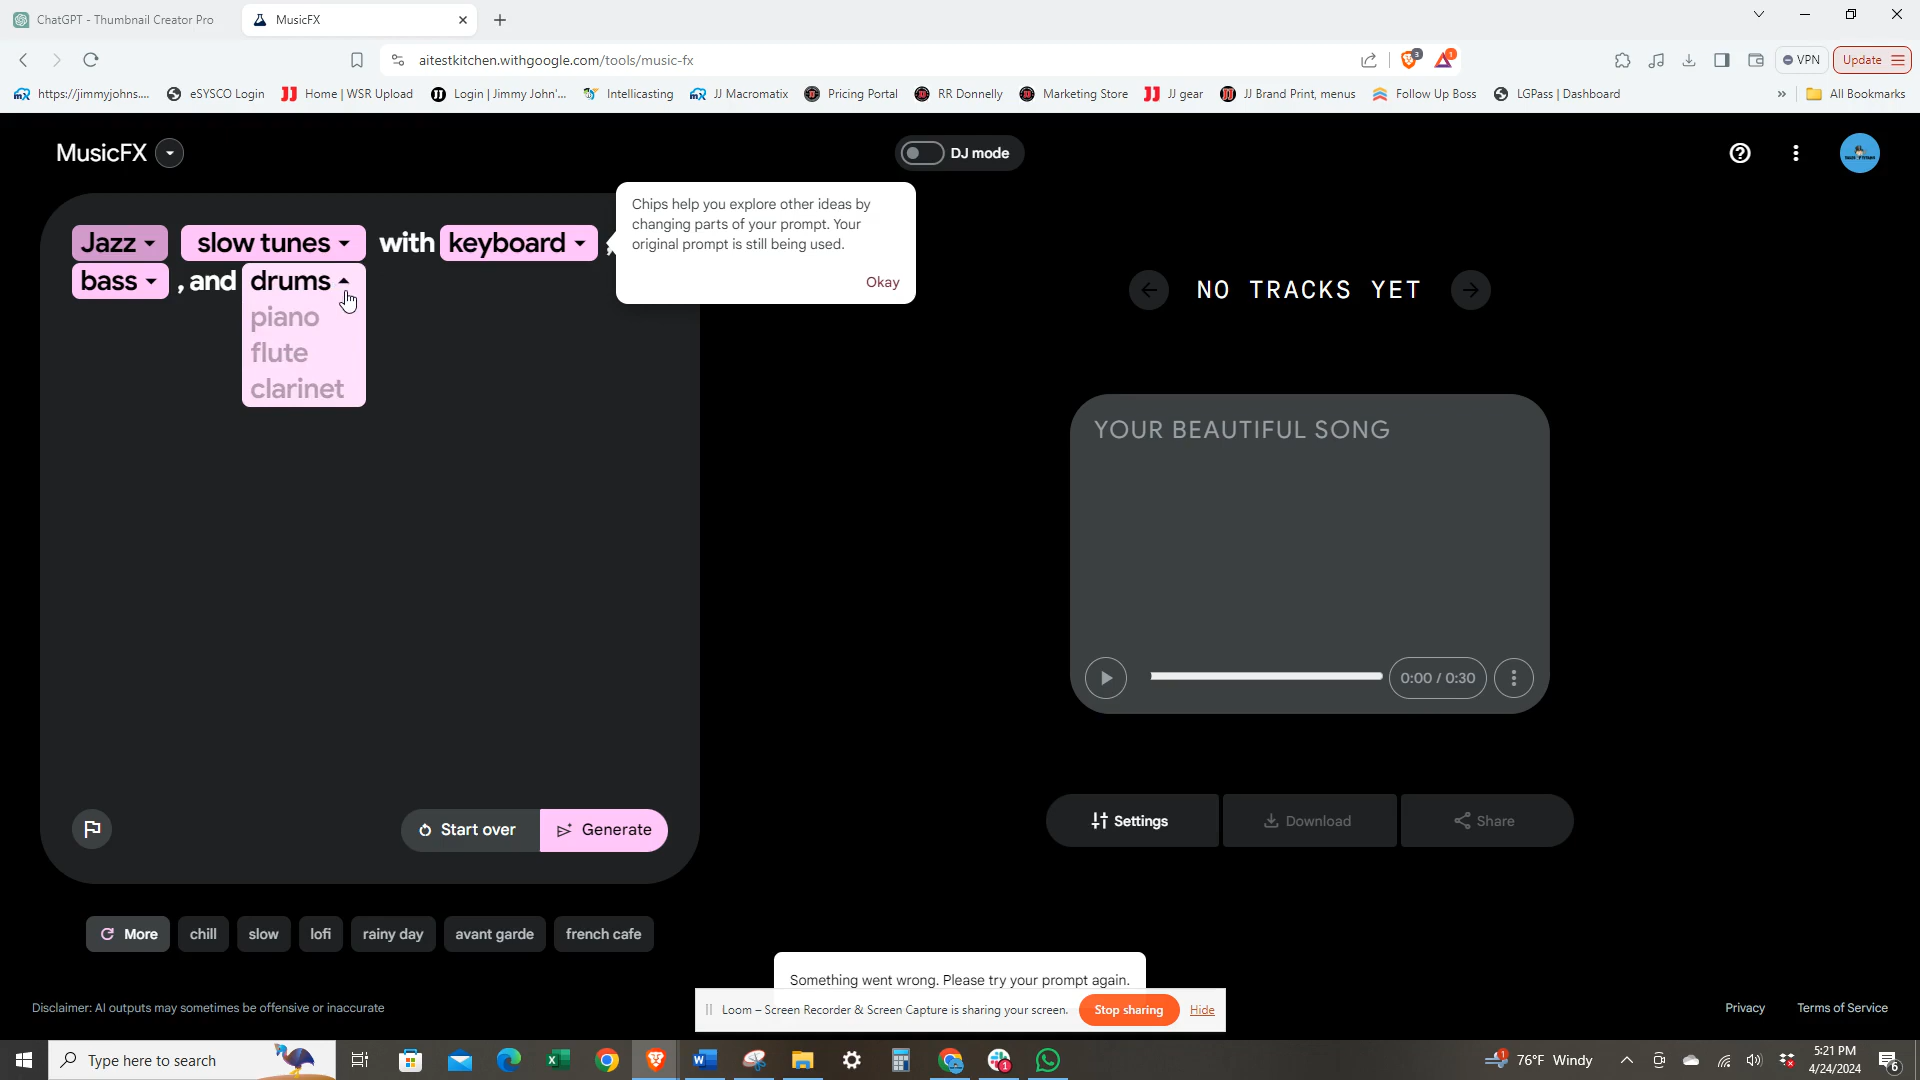 ChatGPT - Thumbnail Creator Pro
MusicFX
aitestkitchen.withgoogle.com/tools/music-fx
3
1
VPN
Update
https://jimmyjohns....
eSYSCO Login
Home | WSR Upload
Login | Jimmy John'...
Intellicasting
JJ Macromatix
Pricing Portal
RR Donnelly
Marketing Store
JJ gear
JJ Brand Print, menus
Follow Up Boss
LGPass | Dashboard
»
All Bookmarks
MusicFX
DJ mode
Jazz slow tunes with keyboard ,
bass , and drums
piano
flute
clarinet
Chips help you explore other ideas by
changing parts of your prompt. Your
original prompt is still being used.
Okay
NO TRACKS YET
YOUR BEAUTIFUL SONG
0:00 / 0:30
Start over
Generate
Settings
Download
Share
More
chill
slow
lofi
rainy day
avant garde
french cafe
Something went wrong. Please try your prompt again.
Disclaimer: AI outputs may sometimes be offensive or inaccurate
Loom – Screen Recorder & Screen Capture is sharing your screen.
Stop sharing
Hide
Privacy
Terms of Service
Type here to search
1
1
76°F Windy
5:21 PM
4/24/2024
6